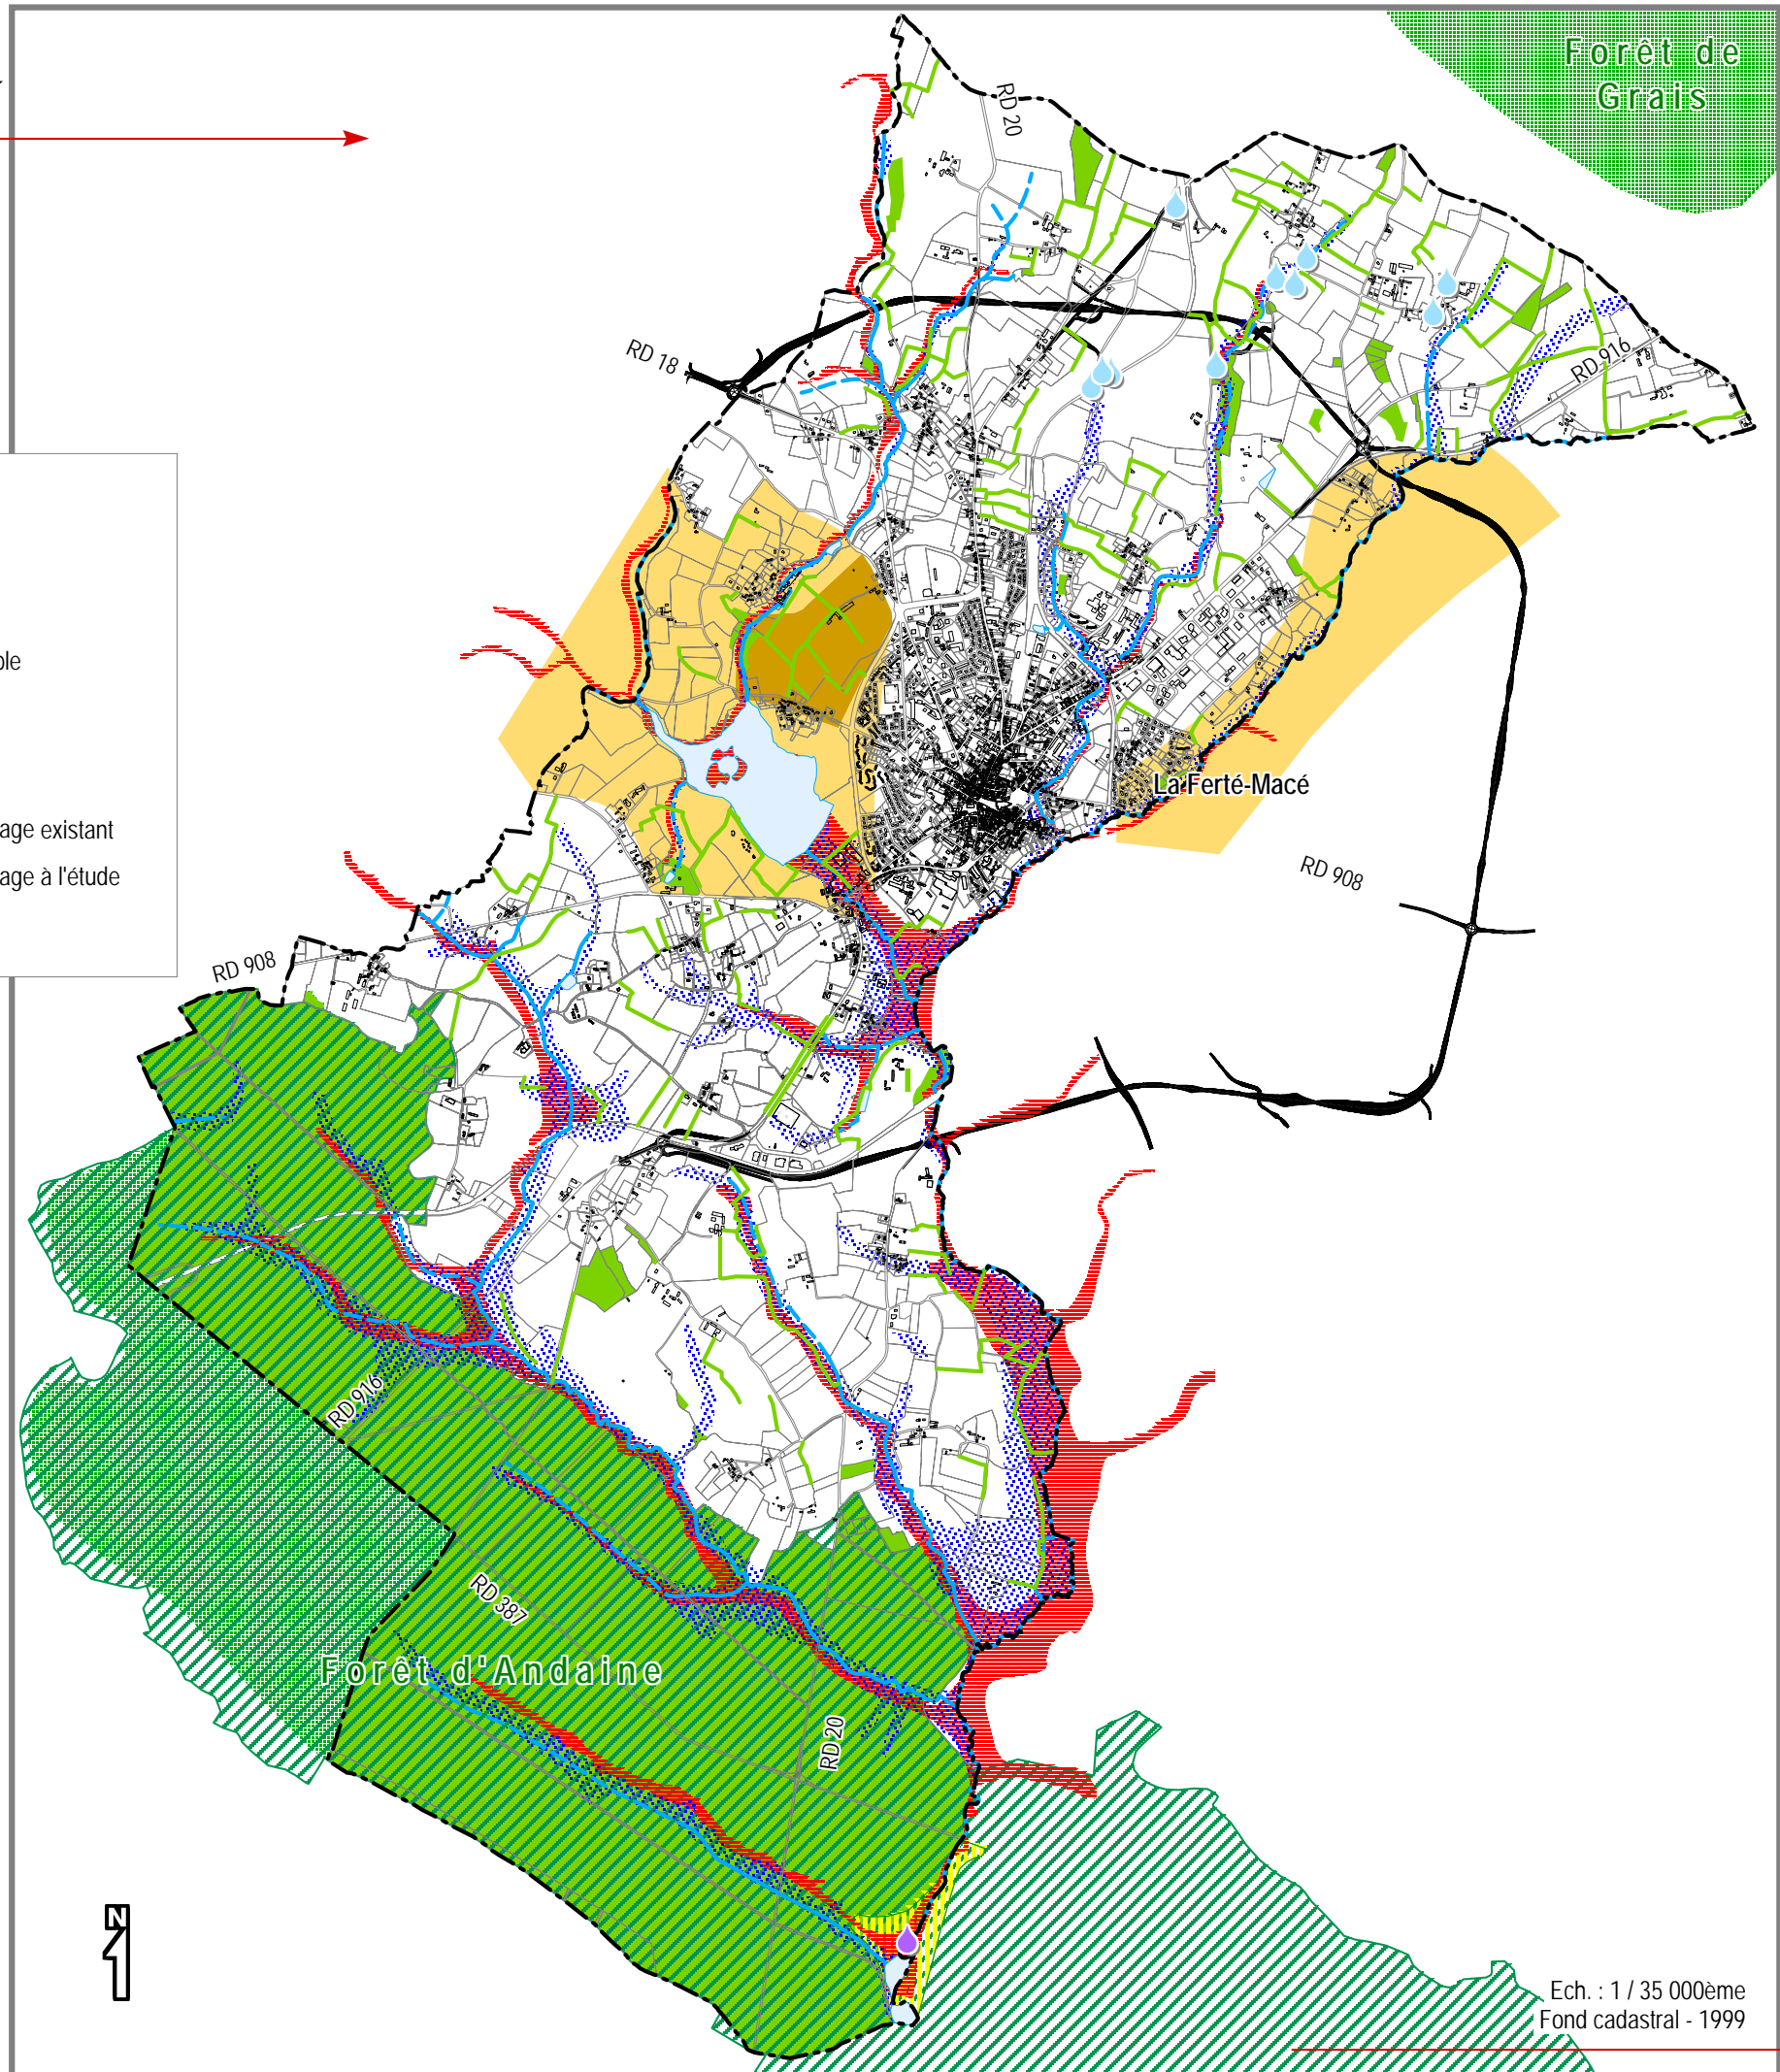 Forêt de
Grais
RD 20
RD 18
RD 916
ble
age existant
age à l'étude
La Ferté-Macé
RD 908
RD 908
RD 916
RD 387
Forêt d'Andaine
RD 20
N
Ech. : 1 / 35 000ème
Fond cadastral - 1999